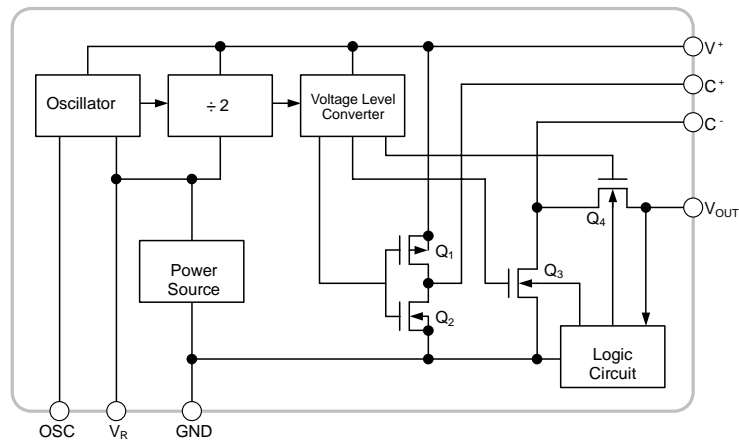 V+
C+
C-
Oscillator
÷ 2
Voltage Level
Converter
VOUT
Q4
Q1
Q3
Power
Source
Q2
Logic
Circuit
OSC
VR
GND